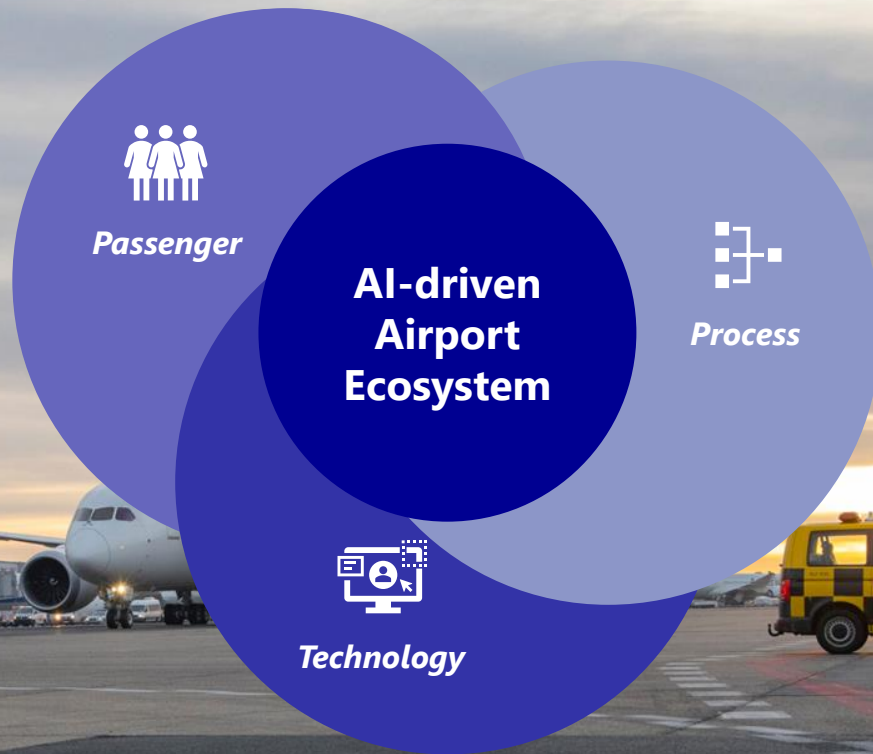 Passenger
AI-driven
Airport
Ecosystem
Process
Technology